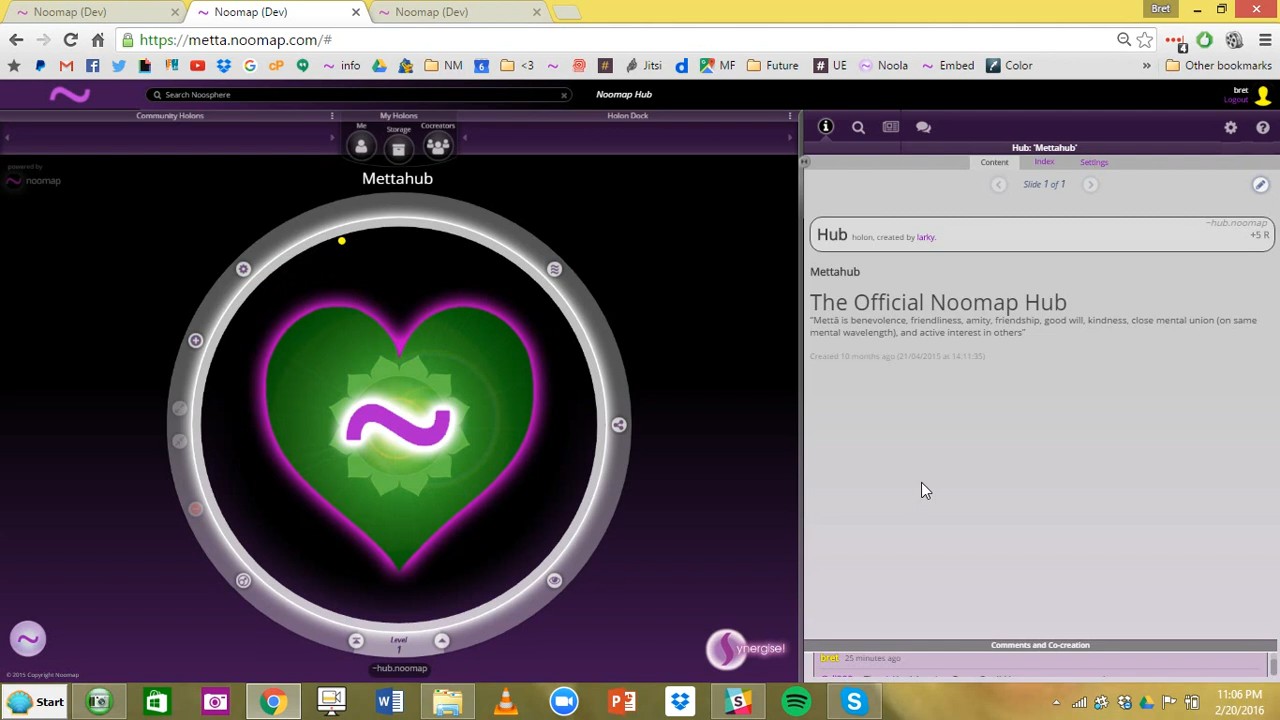 Noomap (Dev)
Noomap (Dev)
Noomap (Dev)
Bret
https://metta.noomap.com/#
4
info
NM
6
<3
#
Jitsi
MF
Future
# UE
Noola
Embed
Color
»
Other bookmarks
Search Noosphere
Noomap Hub
bret
Logout
Community Holons
My Holons
Holon Dock
Me
Storage
Cocreators
powered by
noomap
Mettahub
Hub: 'Mettahub'
Content
Index
Settings
Slide 1 of 1
~hub.noomap
Hub holon, created by larky.
+5 R
Mettahub
The Official Noomap Hub
"Mettā is benevolence, friendliness, amity, friendship, good will, kindness, close mental union (on same
mental wavelength), and active interest in others"
Created 10 months ago (21/04/2015 at 14:11:35)
Level
1
~hub.noomap
ynergise!
© 2015 Copyright Noomap
Comments and Co-creation
bret 25 minutes ago
Start
11:06 PM
2/20/2016